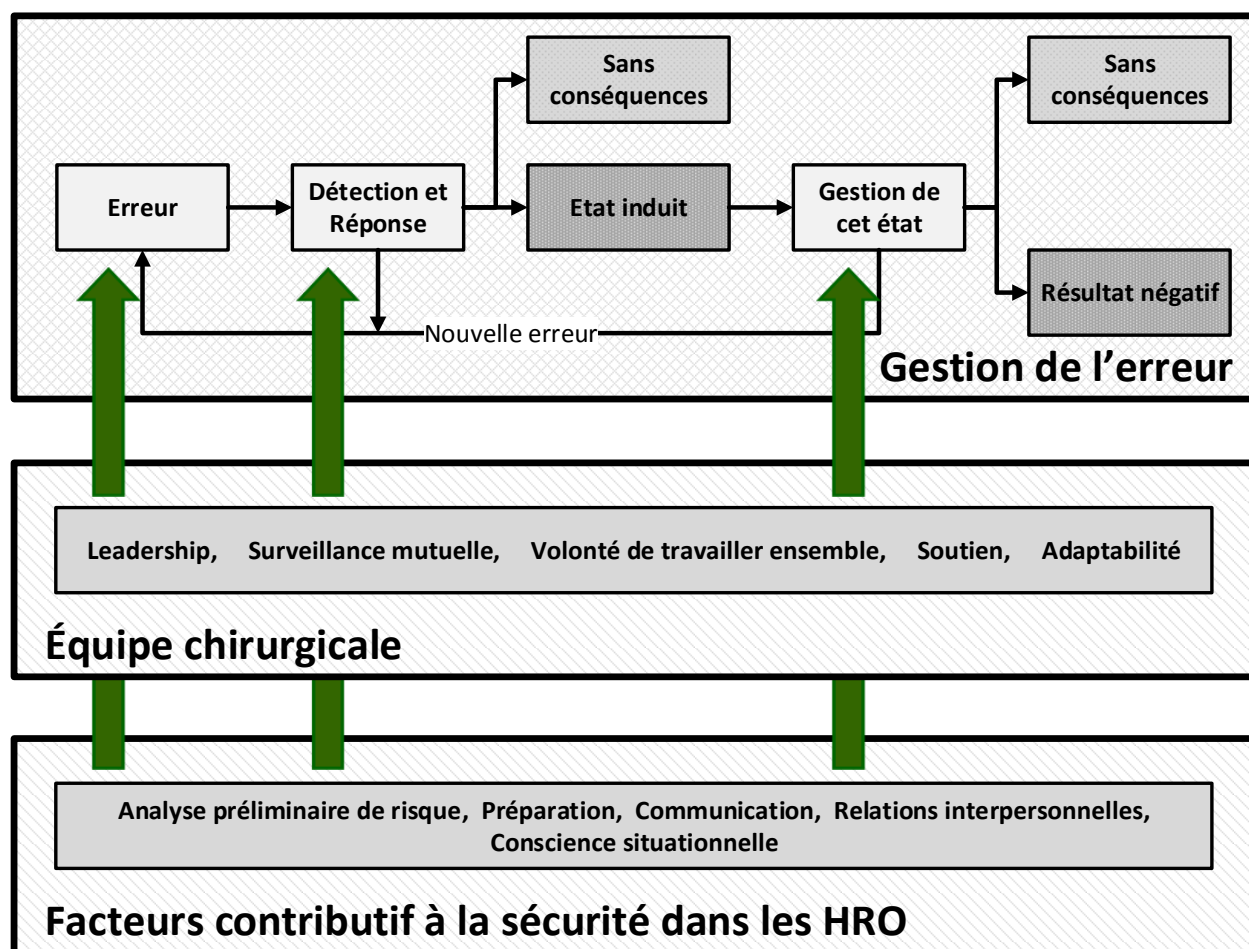 Sans
conséquences
Sans
conséquences
Erreur
Détection et
Réponse
Etat induit
Gestion de
cet état
Résultat négatif
Nouvelle erreur
Gestion de l’erreur
Leadership, Surveillance mutuelle, Volonté de travailler ensemble, Soutien, Adaptabilité
Équipe chirurgicale
Analyse préliminaire de risque, Préparation, Communication, Relations interpersonnelles,
Conscience situationnelle
Facteurs contributif à la sécurité dans les HRO